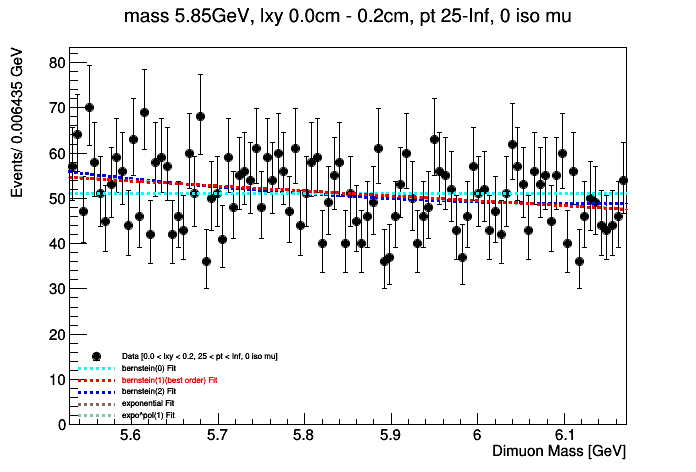 mass 5.85GeV, lxy 0.0cm - 0.2cm, pt 25-Inf, 0 iso mu
Events/ 0.006435 GeV
80
70
60
50
40
30
20
10
0
Data [0.0 < lxy < 0.2, 25 < pt < Inf, 0 iso mu]
bernstein(0) Fit
bernstein(1)(best order) Fit
bernstein(2) Fit
exponential Fit
expo*pol(1) Fit
5.6 5.7 5.8 5.9 6 6.1
Dimuon Mass [GeV]